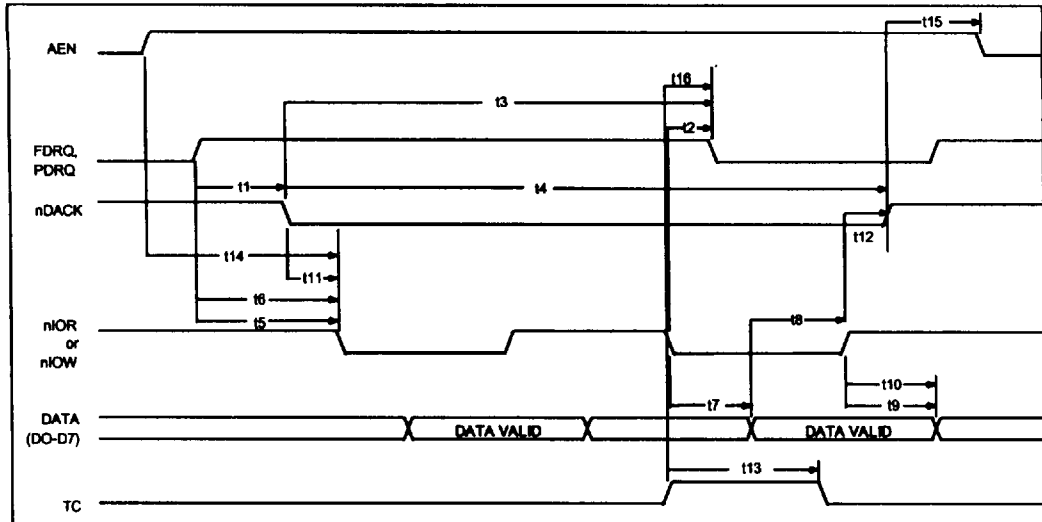 t15
AEN
t16
t3
t2
FDRQ,
PDRQ
t1
t4
nDACK
t12
t14
t11
t6
t5
t8
nIOR
or
nIOW
t10
t7
t9
DATA
(DO-D7)
DATA VALID
DATA VALID
t13
TC